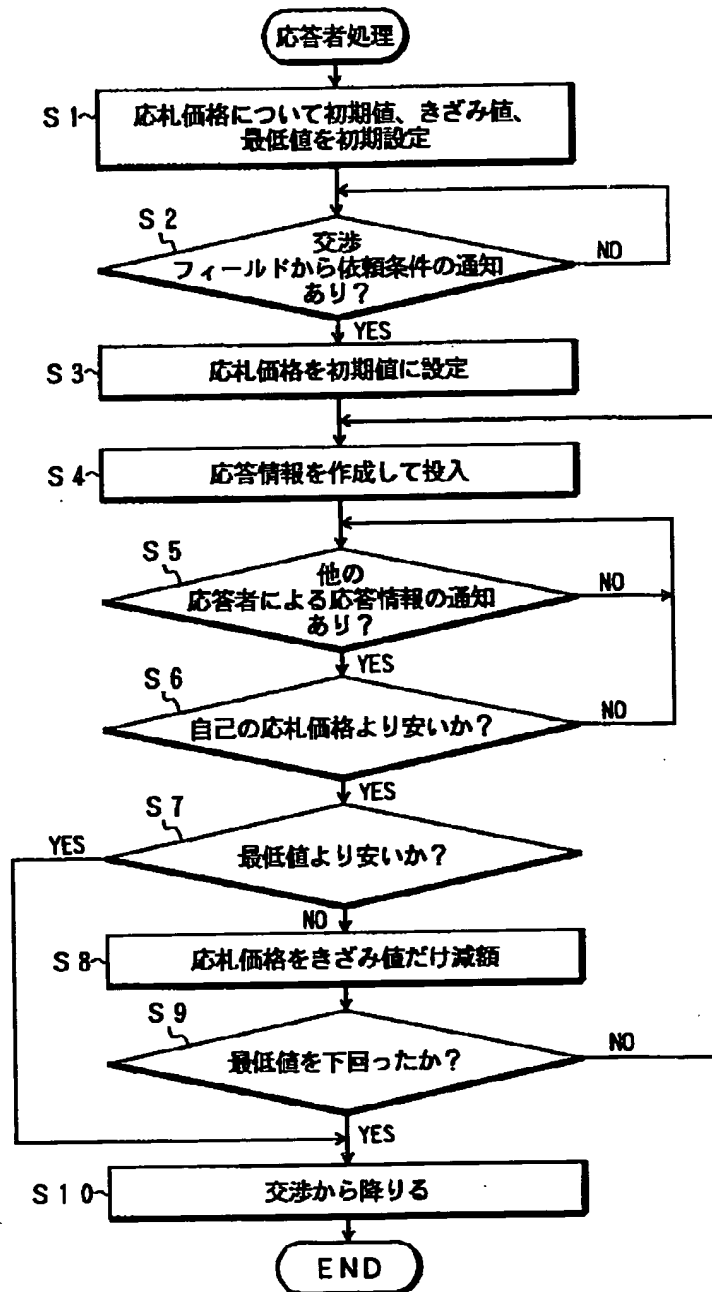 応答者処理
S1
応札価格について初期値、きざみ値、
最低値を初期設定
S2
交渉
フィールドから依頼条件の通知
あり?
NO
YES
S3
応札価格を初期値に設定
S4
応答情報を作成して投入
S5
他の
応答者による応答情報の通知
あり?
NO
YES
S6
自己の応札価格より安いか?
NO
YES
S7
YES
最低値より安いか?
NO
S8
応札価格をきざみ値だけ減額
S9
最低値を下回ったか?
NO
YES
S10
交渉から降りる
END